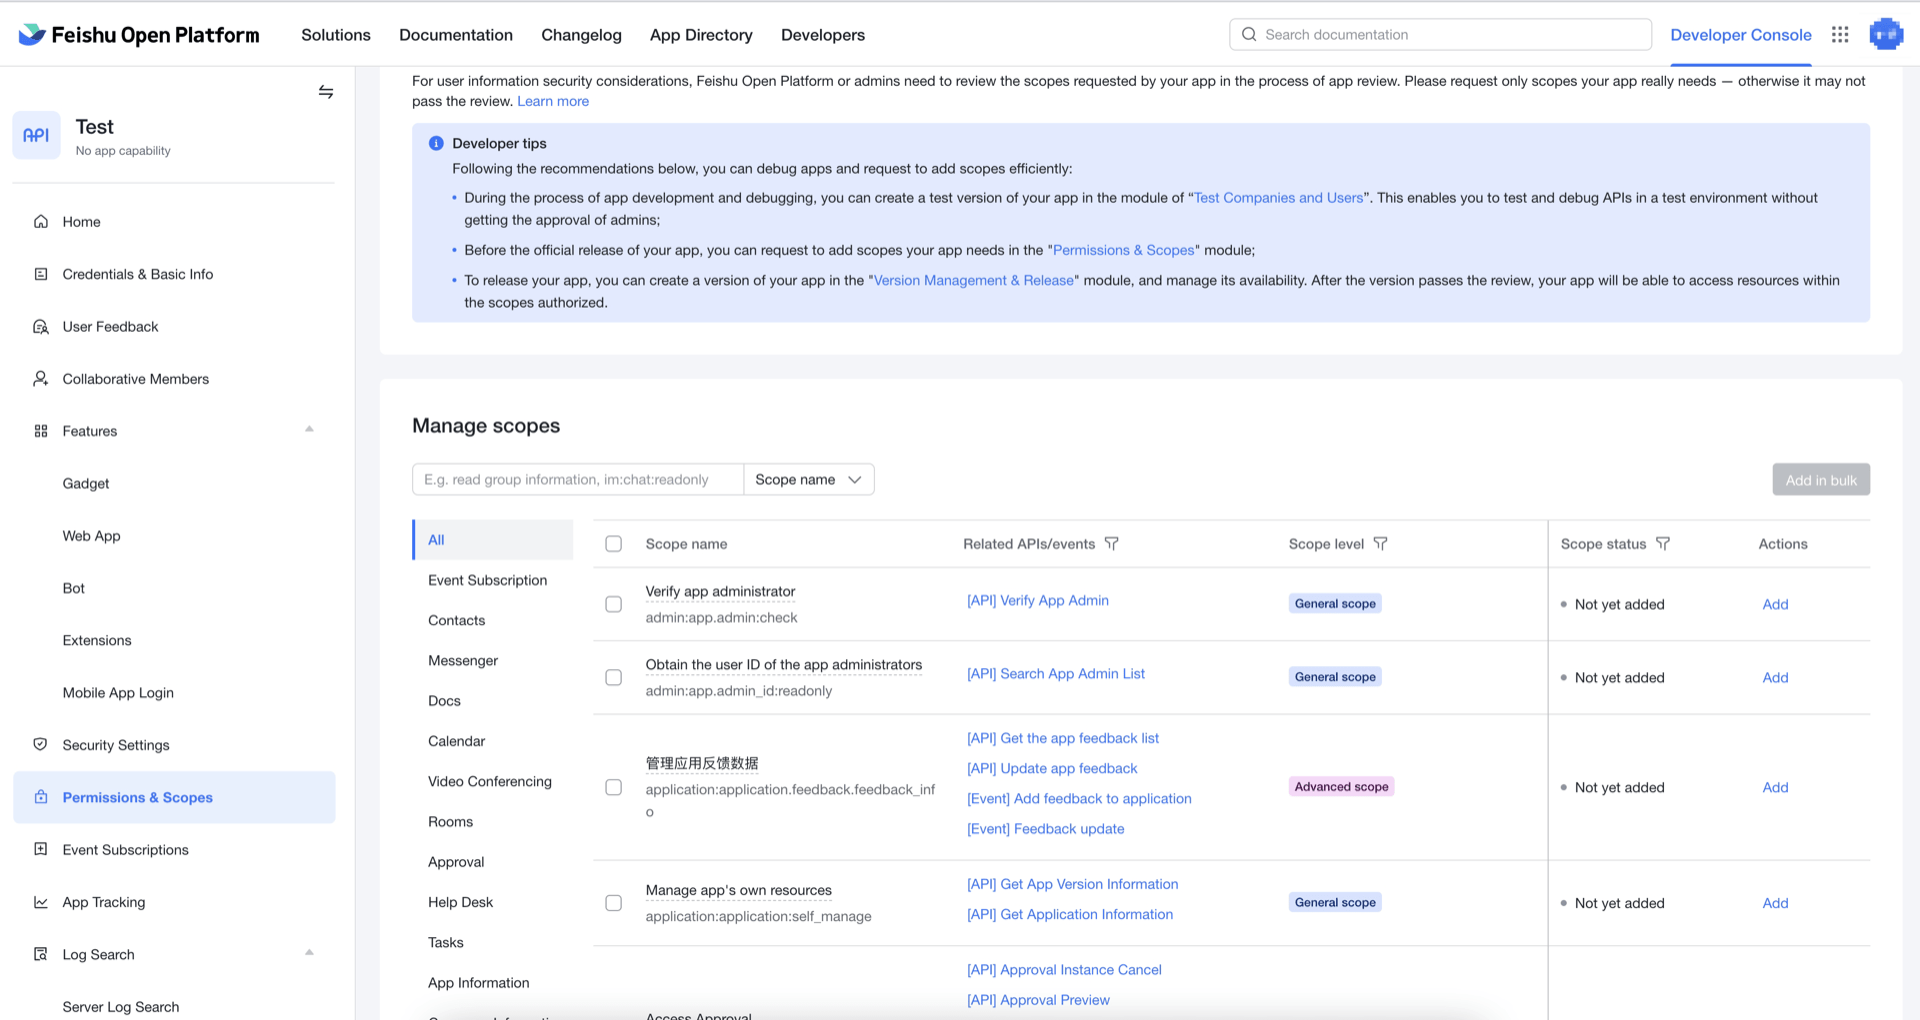 Feishu Open Platform
Solutions
Documentation
Changelog
App Directory
Developers
Search documentation
Developer Console
API
Test
No app capability
Home
Credentials & Basic Info
User Feedback
Collaborative Members
Features
Gadget
Web App
Bot
Extensions
Mobile App Login
Security Settings
Permissions & Scopes
Event Subscriptions
App Tracking
Log Search
Server Log Search
For user information security considerations, Feishu Open Platform or admins need to review the scopes requested by your app in the process of app review. Please request only scopes your app really needs — otherwise it may not
pass the review. Learn more
Developer tips
Following the recommendations below, you can debug apps and request to add scopes efficiently:
• During the process of app development and debugging, you can create a test version of your app in the module of “Test Companies and Users”. This enables you to test and debug APIs in a test environment without
getting the approval of admins;
• Before the official release of your app, you can request to add scopes your app needs in the "Permissions & Scopes" module;
• To release your app, you can create a version of your app in the "Version Management & Release" module, and manage its availability. After the version passes the review, your app will be able to access resources within
the scopes authorized.
Manage scopes
E.g. read group information, im:chat:readonly
Scope name
Add in bulk
All
Event Subscription
Contacts
Messenger
Docs
Calendar
Video Conferencing
Rooms
Approval
Help Desk
Tasks
App Information
Scope name
Related APIs/events
Scope level
Scope status
Actions
Verify app administrator
admin:app.admin:check
[API] Verify App Admin
General scope
Not yet added
Add
Obtain the user ID of the app administrators
admin:app.admin_id:readonly
[API] Search App Admin List
General scope
Not yet added
Add
管理应用反馈数据
application:application.feedback.feedback_inf
o
[API] Get the app feedback list
[API] Update app feedback
[Event] Add feedback to application
[Event] Feedback update
Advanced scope
Not yet added
Add
Manage app's own resources
application:application:self_manage
[API] Get App Version Information
[API] Get Application Information
General scope
Not yet added
Add
Access Approval
[API] Approval Instance Cancel
[API] Approval Preview